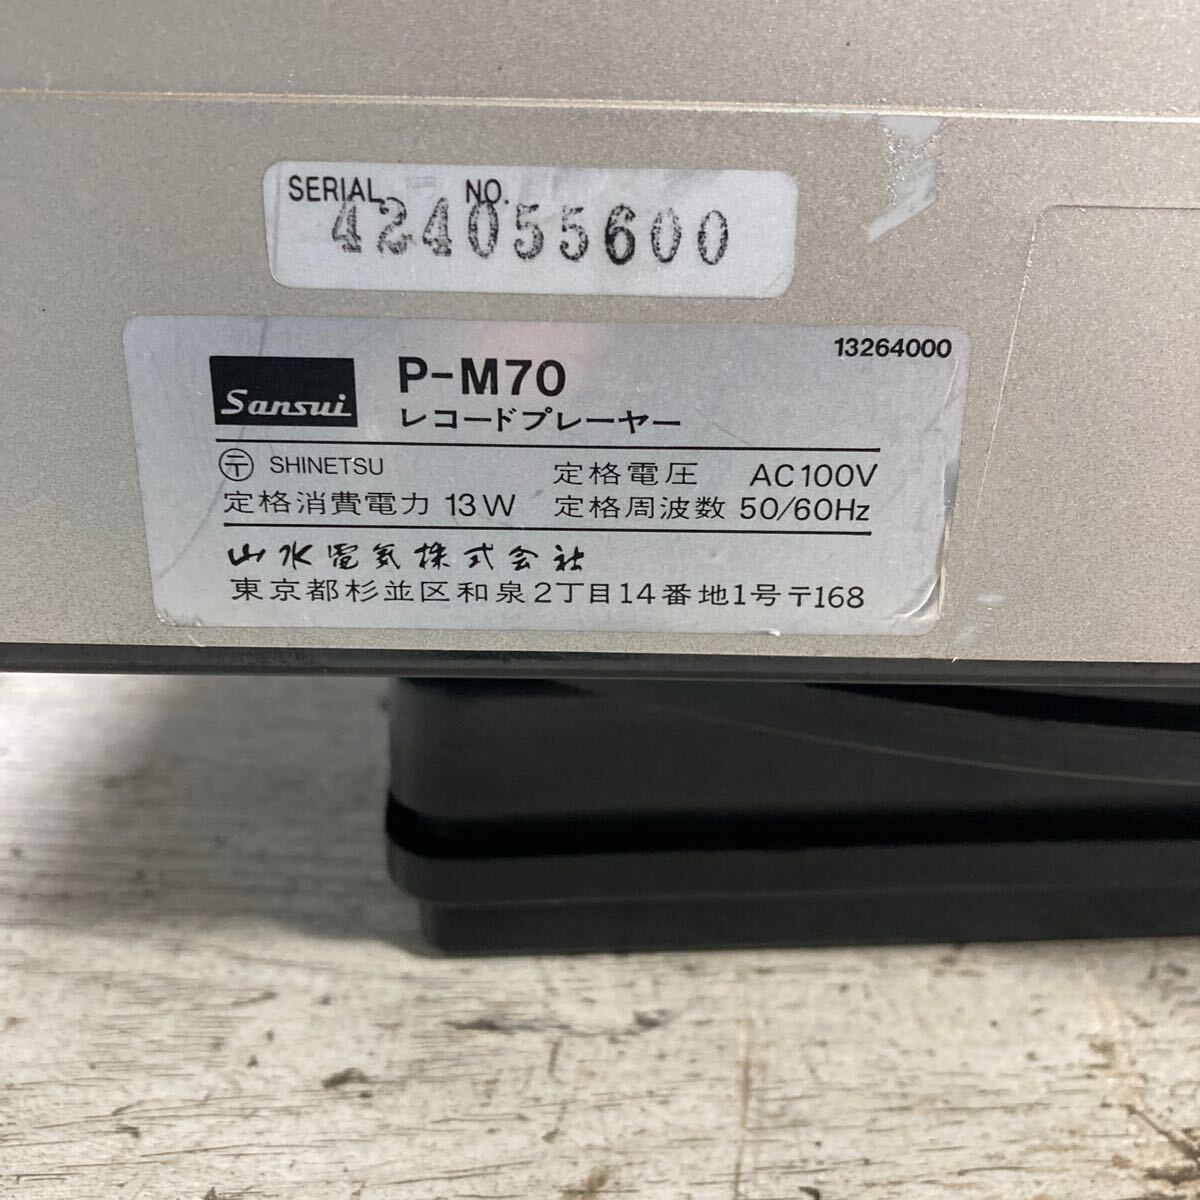 SERIAL NO.
424055600
13264000
Sansui P-M70
レコードプレーヤー
〒 SHINETSU 定格電圧 AC100V
定格消費電力 13W 定格周波数 50/60Hz
山水電気株式会社
東京都杉並区和泉2丁目14番地1号〒168